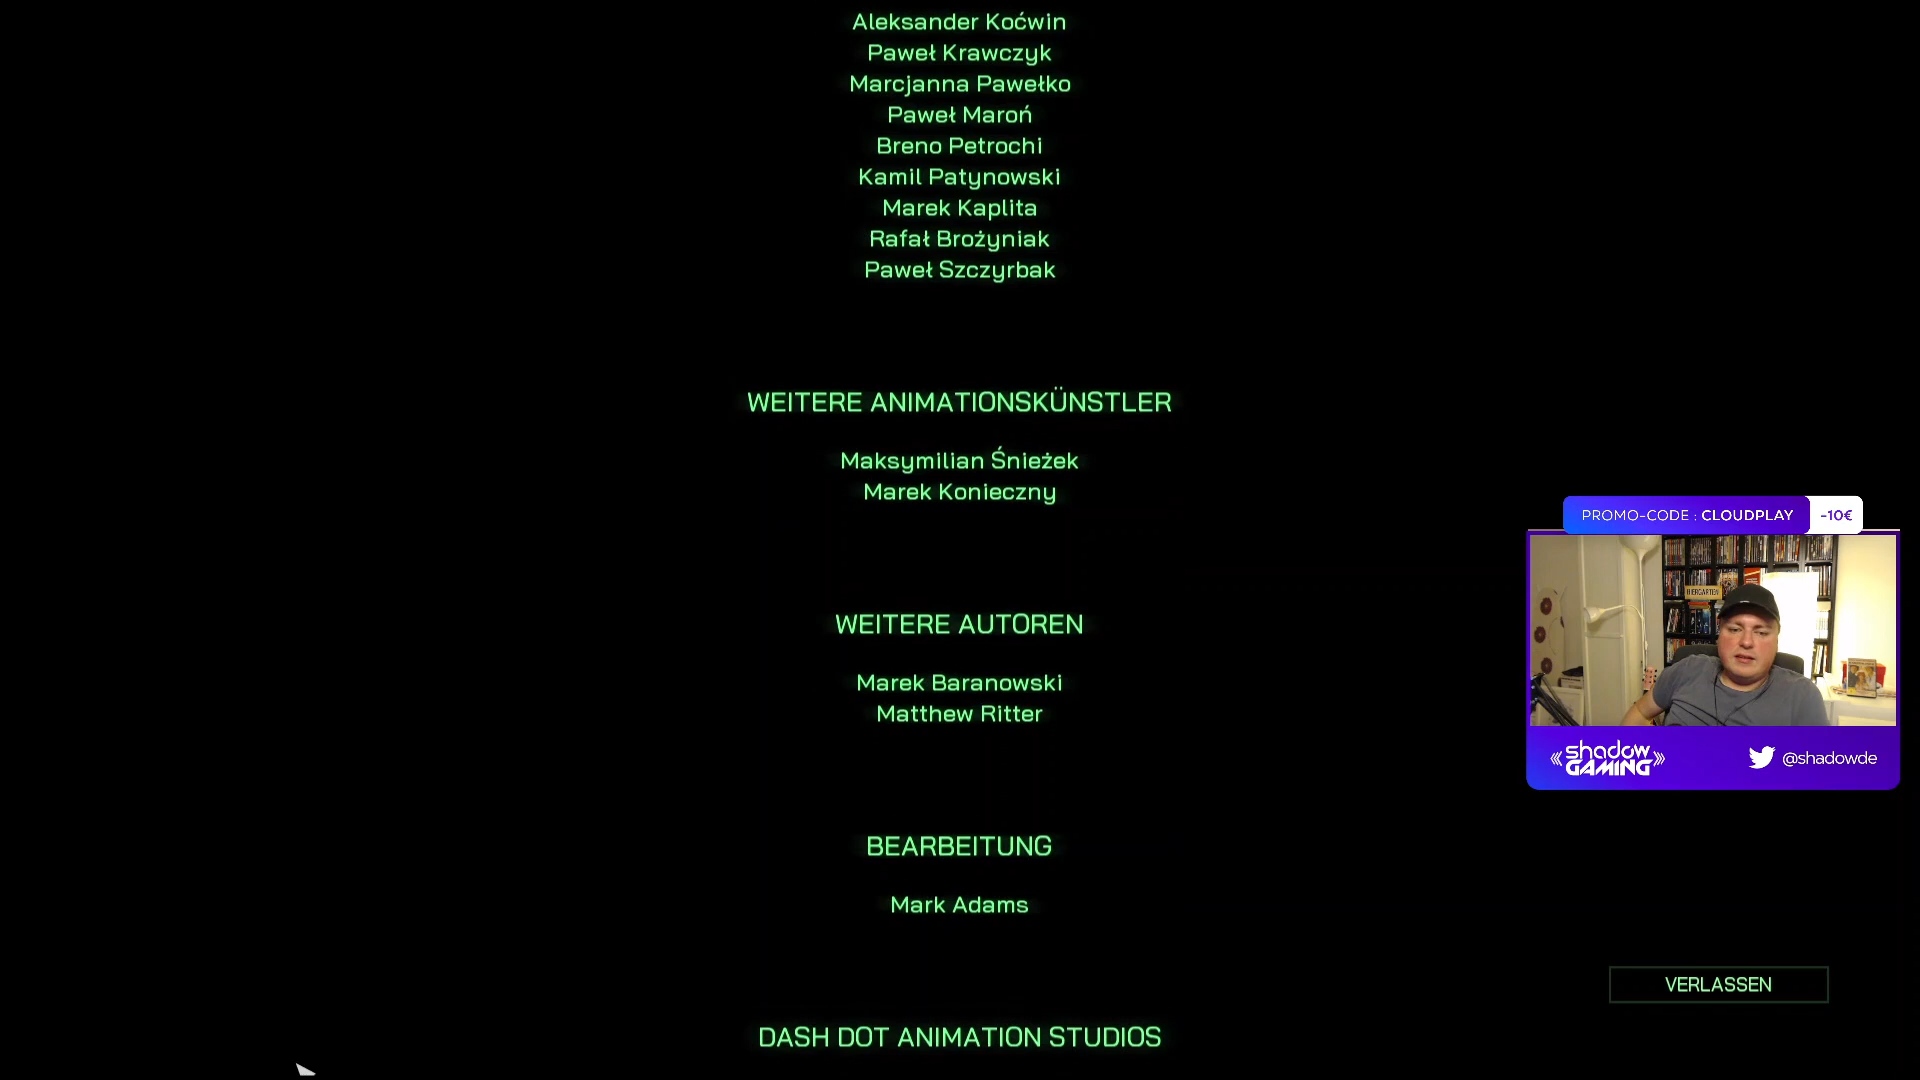 Aleksander Koćwin
Paweł Krawczyk
Marcjanna Pawełko
Paweł Maroń
Breno Petrochi
Kamil Patynowski
Marek Kaplita
Rafał Brożyniak
Paweł Szczyrbak
WEITERE ANIMATIONSKÜNSTLER
Maksymilian Śnieżek
Marek Konieczny
WEITERE AUTOREN
Marek Baranowski
Matthew Ritter
BEARBEITUNG
Mark Adams
DASH DOT ANIMATION STUDIOS
PROMO-CODE : CLOUDPLAY -10€
HIERGARTEN
shadow
GAMING
@shadowde
VERLASSEN